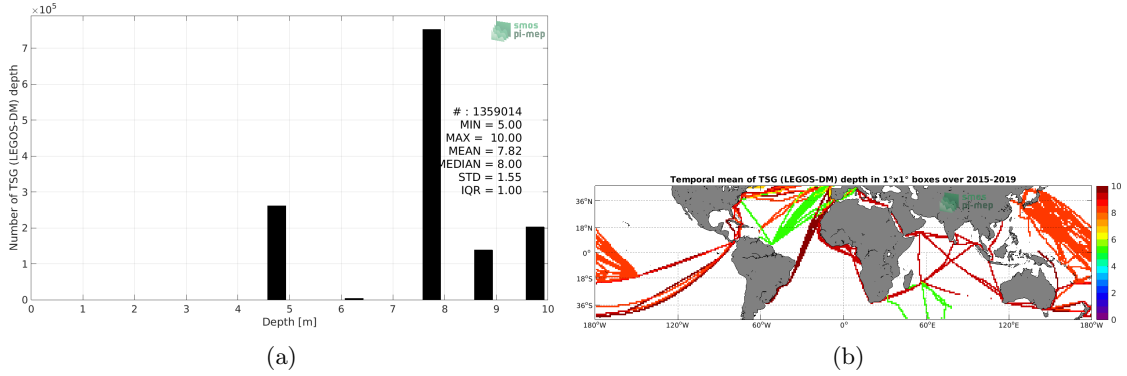 ×10⁵
smos
pi-mep
7
6
5
4
3
2
1
0
Number of TSG (LEGOS-DM) depth
# : 1359014
MIN = 5.00
MAX = 10.00
MEAN = 7.82
MEDIAN = 8.00
STD = 1.55
IQR = 1.00
0 1 2 3 4 5 6 7 8 9 10
Depth [m]
(a)
Temporal mean of TSG (LEGOS-DM) depth in 1°x1° boxes over 2015-2019
smos
pi-mep
36°N
18°N
0°
18°S
36°S
180°W 120°W 60°W 0° 60°E 120°E 180°W
10
8
6
4
2
0
(b)